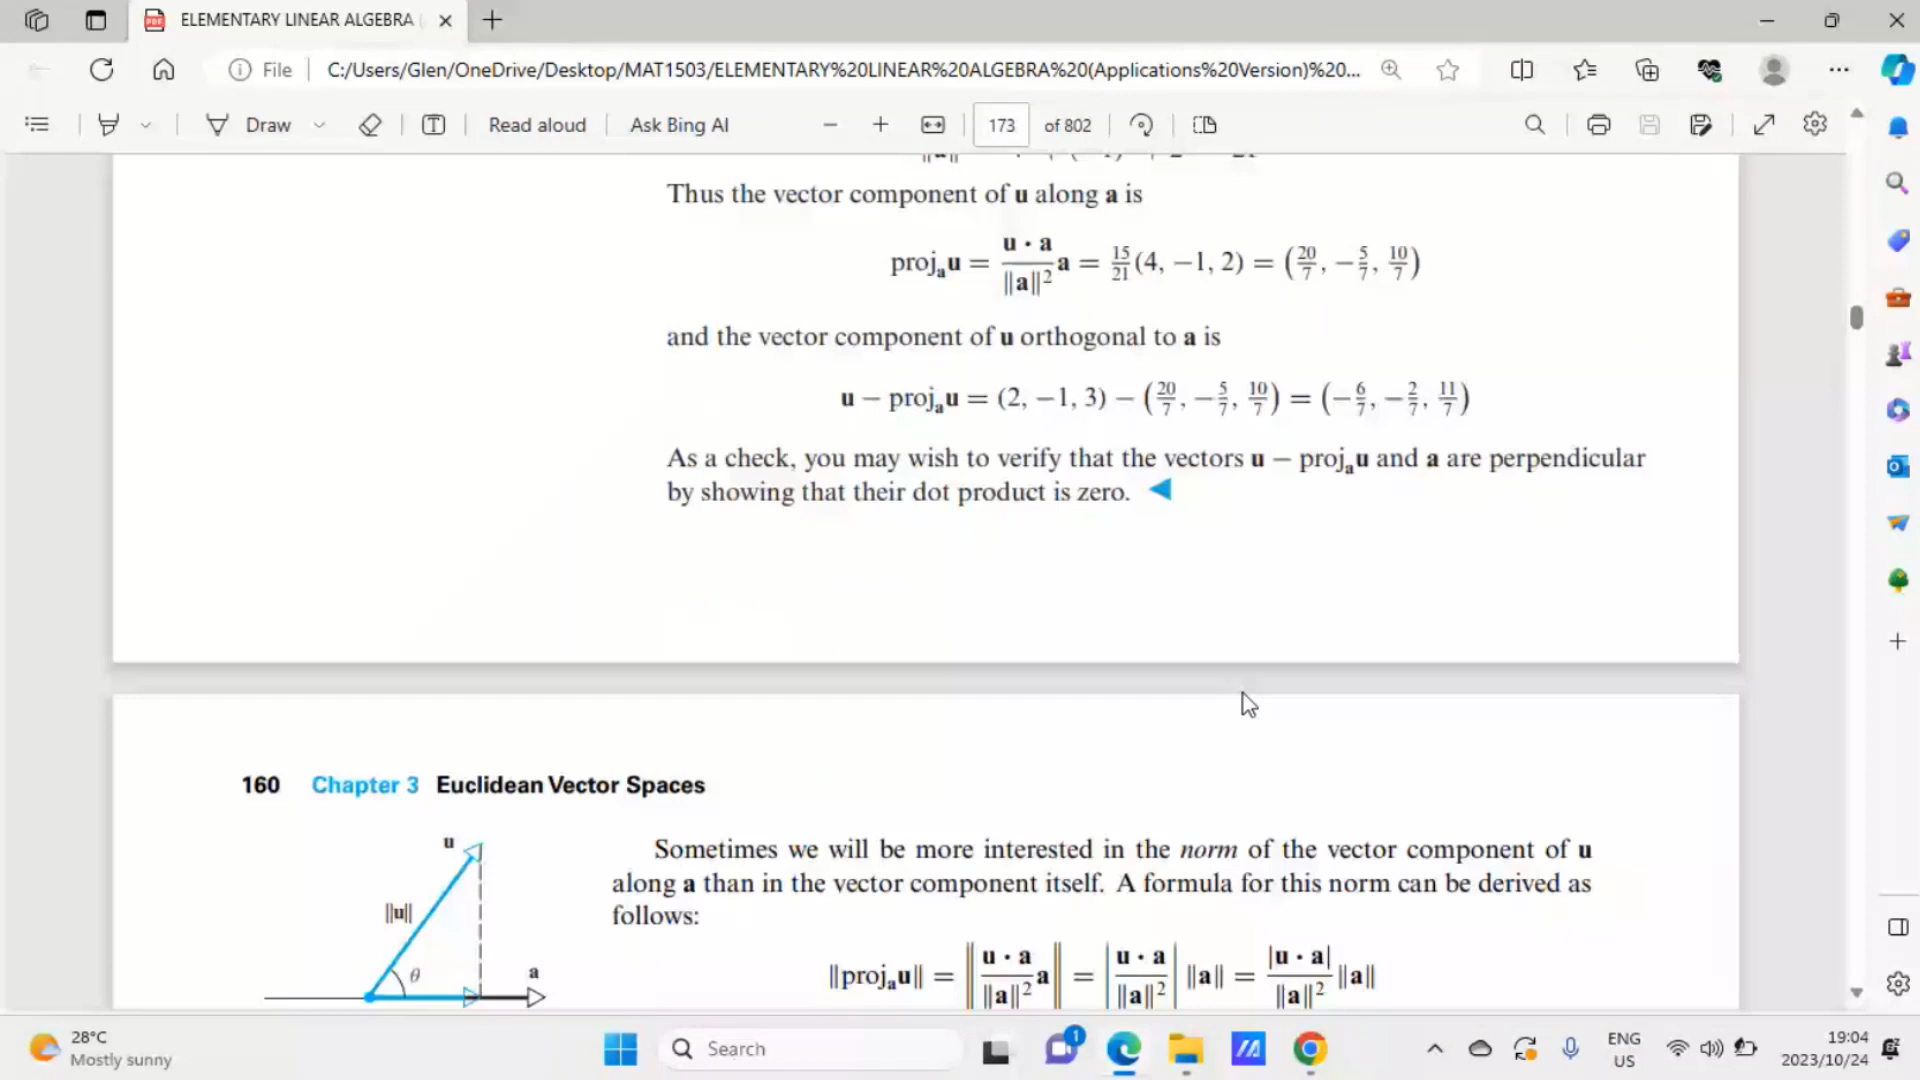 ELEMENTARY LINEAR ALGEBRA
File
C:/Users/Glen/OneDrive/Desktop/MAT1503/ELEMENTARY%20LINEAR%20ALGEBRA%20(Applications%20Version)%20...
Draw
Read aloud
Ask Bing AI
173
of 802
Thus the vector component of u along a is
projₐu = (u · a)/‖a‖² a = 15/21(4, −1, 2) = (20/7, −5/7, 10/7)
and the vector component of u orthogonal to a is
u − projₐu = (2, −1, 3) − (20/7, −5/7, 10/7) = (−6/7, −2/7, 11/7)
As a check, you may wish to verify that the vectors u − projₐu and a are perpendicular
by showing that their dot product is zero.
160 Chapter 3 Euclidean Vector Spaces
u
‖u‖
θ
a
Sometimes we will be more interested in the norm of the vector component of u
along a than in the vector component itself. A formula for this norm can be derived as
follows:
‖projₐu‖ = ‖(u · a)/‖a‖² a‖ = |(u · a)/‖a‖²| ‖a‖ = |u · a|/‖a‖² ‖a‖
28°C
Mostly sunny
Search
1
ENG
US
19:04
2023/10/24